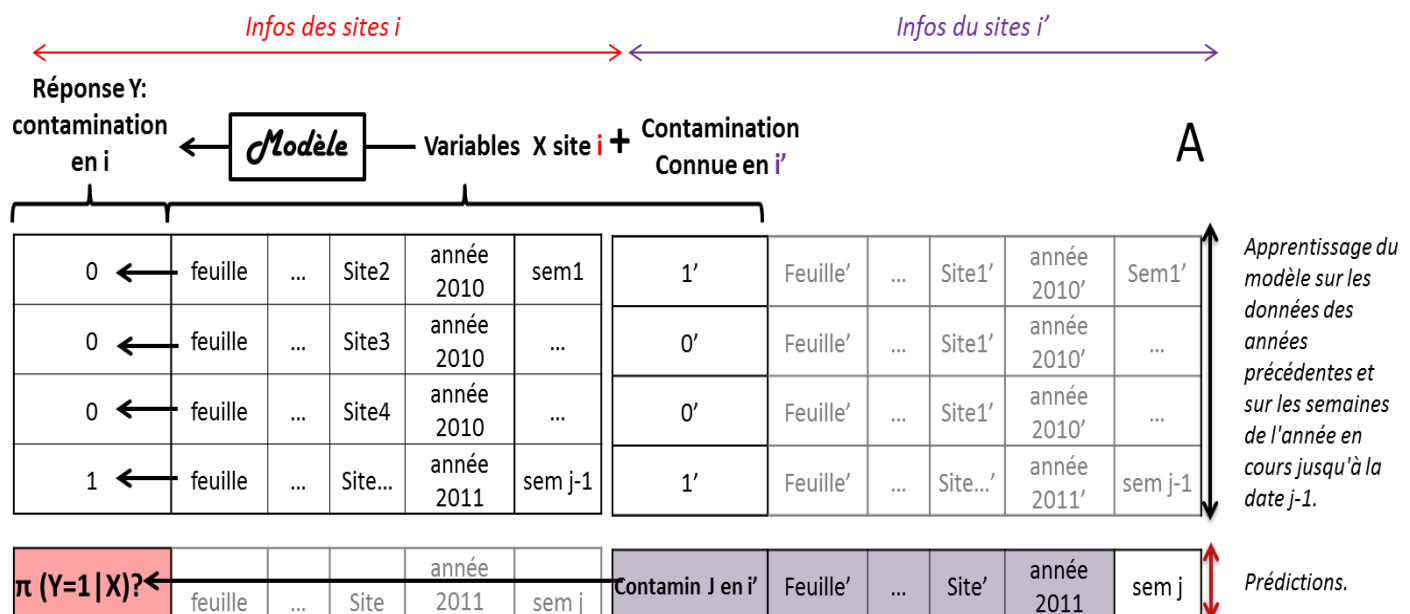 Infos des sites i
Infos du sites i’
Réponse Y:
contamination
en i
Modèle
Variables X site i + Contamination
Connue en i’
A
0 feuille ... Site2 année 2010 sem1 1’ Feuille’ ... Site1’ année 2010’ Sem1’
0 feuille ... Site3 année 2010 ... 0’ Feuille’ ... Site1’ année 2010’ ...
0 feuille ... Site4 année 2010 ... 0’ Feuille’ ... Site1’ année 2010’ ...
1 feuille ... Site... année 2011 sem j-1 1’ Feuille’ ... Site...’ année 2011’ sem j-1
Apprentissage du
modèle sur les
données des
années
précédentes et
sur les semaines
de l'année en
cours jusqu'à la
date j-1.
π (Y=1|X)? feuille ... Site année 2011 sem j Contamin J en i’ Feuille’ ... Site’ année 2011 sem j
Prédictions.